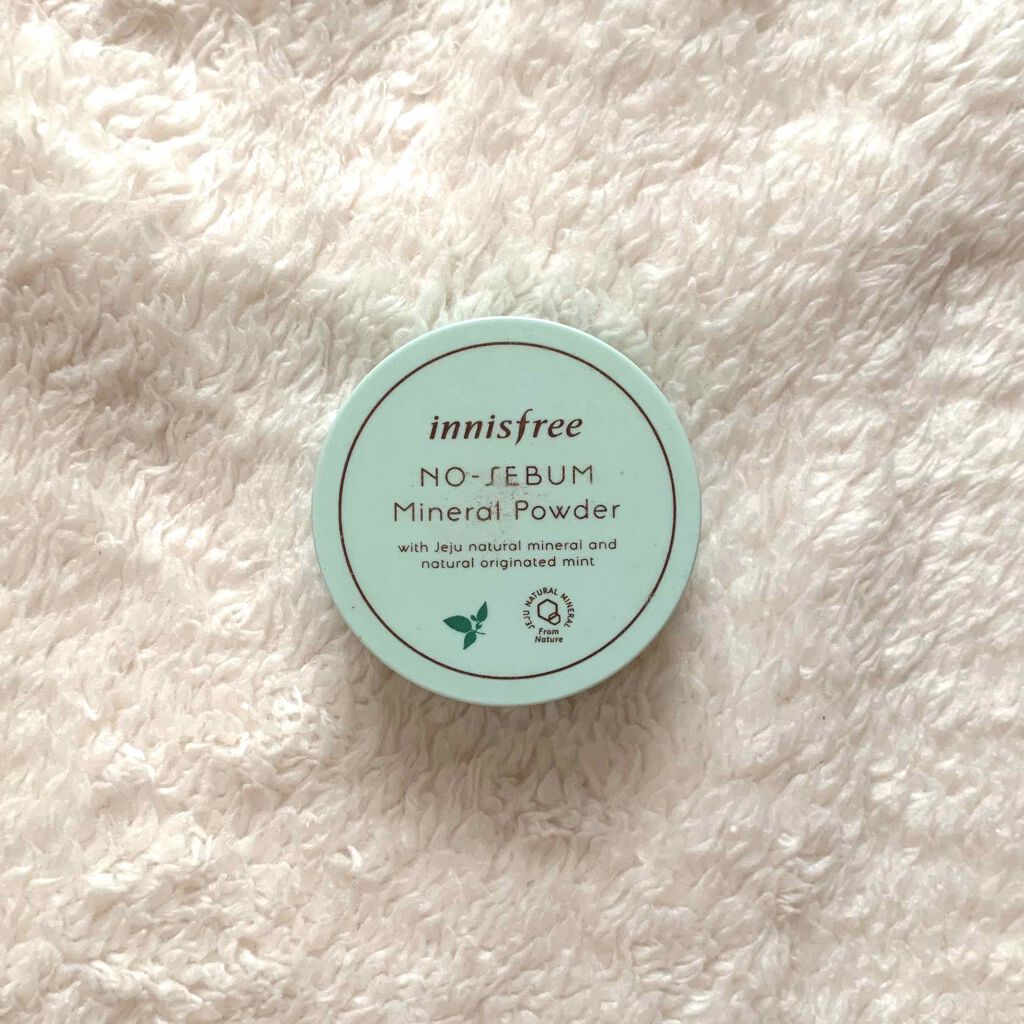 innisfree
NO-SEBUM
Mineral Powder
with Jeju natural mineral and
natural originated mint
JEJU NATURAL MINERAL
From
Nature